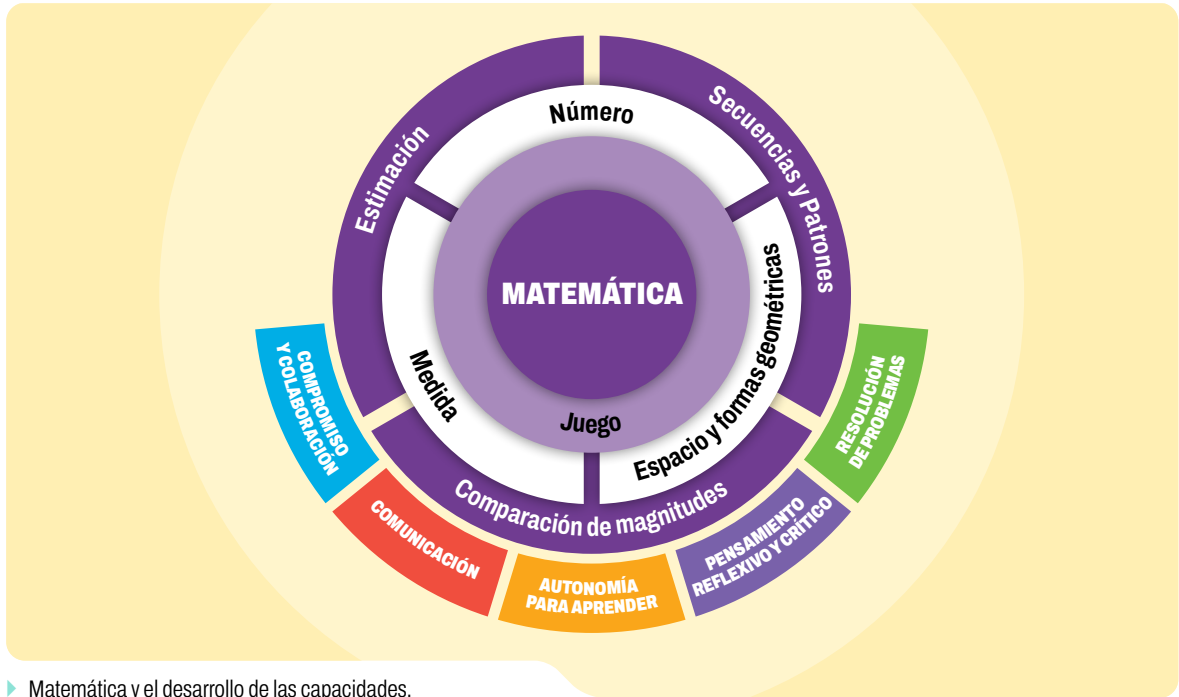 Estimación
Secuencias y Patrones
Número
MATEMÁTICA
Medida
Espacio y formas geométricas
Juego
Comparación de magnitudes
COMPROMISO
Y COLABORACIÓN
COMUNICACIÓN
AUTONOMÍA
PARA APRENDER
PENSAMIENTO
REFLEXIVO Y CRÍTICO
RESOLUCIÓN
DE PROBLEMAS
Matemática y el desarrollo de las capacidades.